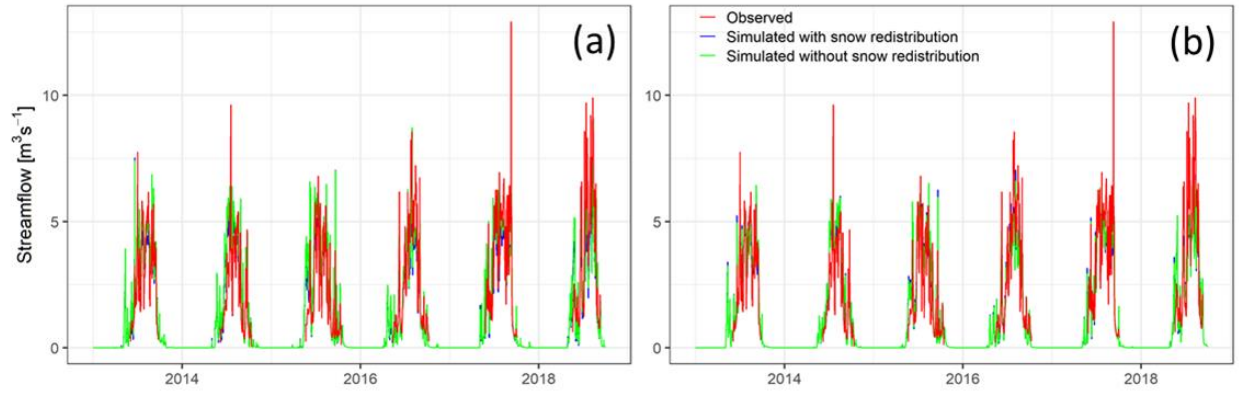 (a)
(b)
Observed
Simulated with snow redistribution
Simulated without snow redistribution
Streamflow [m³s⁻¹]
10
5
0
2014
2016
2018
10
5
0
2014
2016
2018